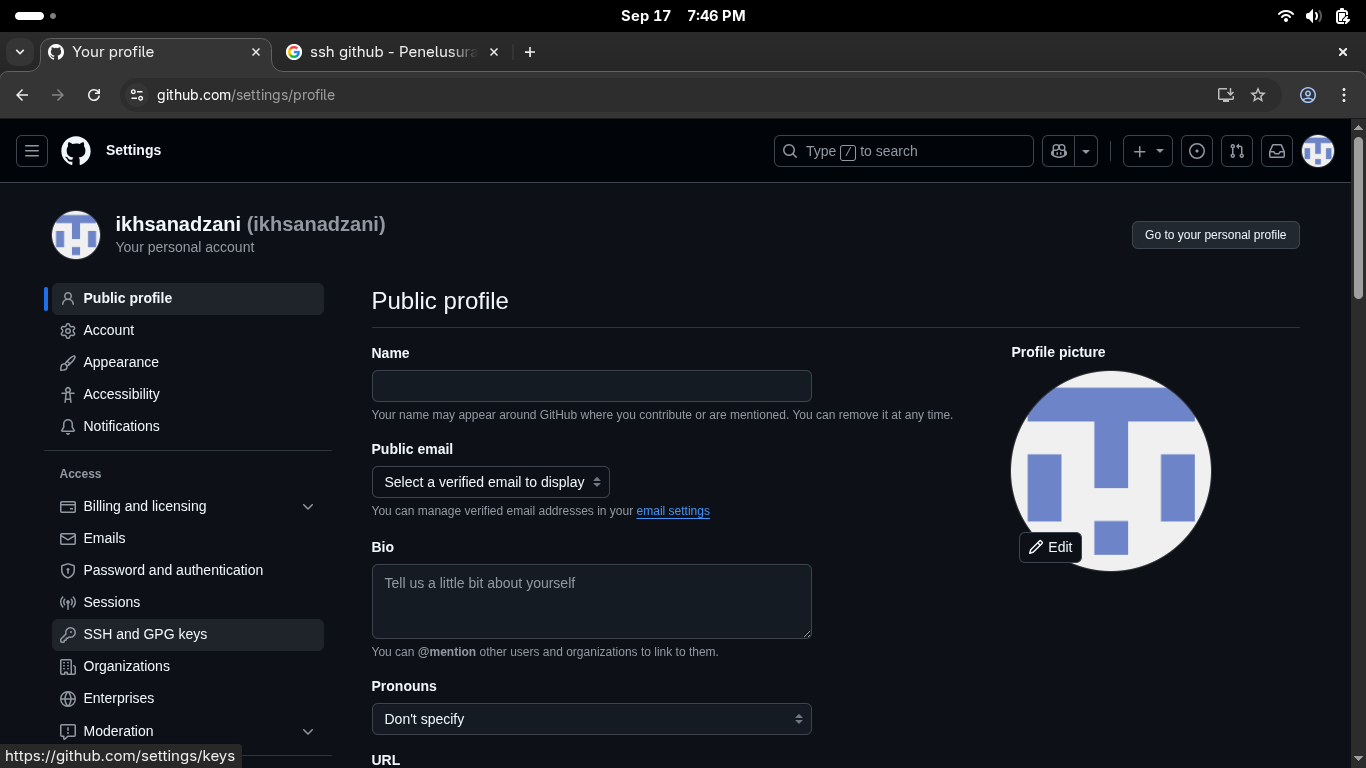 Sep 17 7:46 PM
Your profile
ssh github - Penelusura
github.com/settings/profile
Settings
Type / to search
ikhsanadzani (ikhsanadzani)
Your personal account
Go to your personal profile
Public profile
Account
Appearance
Accessibility
Notifications
Access
Billing and licensing
Emails
Password and authentication
Sessions
SSH and GPG keys
Organizations
Enterprises
Moderation
https://github.com/settings/keys
Public profile
Name
Your name may appear around GitHub where you contribute or are mentioned. You can remove it at any time.
Public email
Select a verified email to display
You can manage verified email addresses in your email settings
Bio
Tell us a little bit about yourself
You can @mention other users and organizations to link to them.
Pronouns
Don't specify
URL
Profile picture
Edit